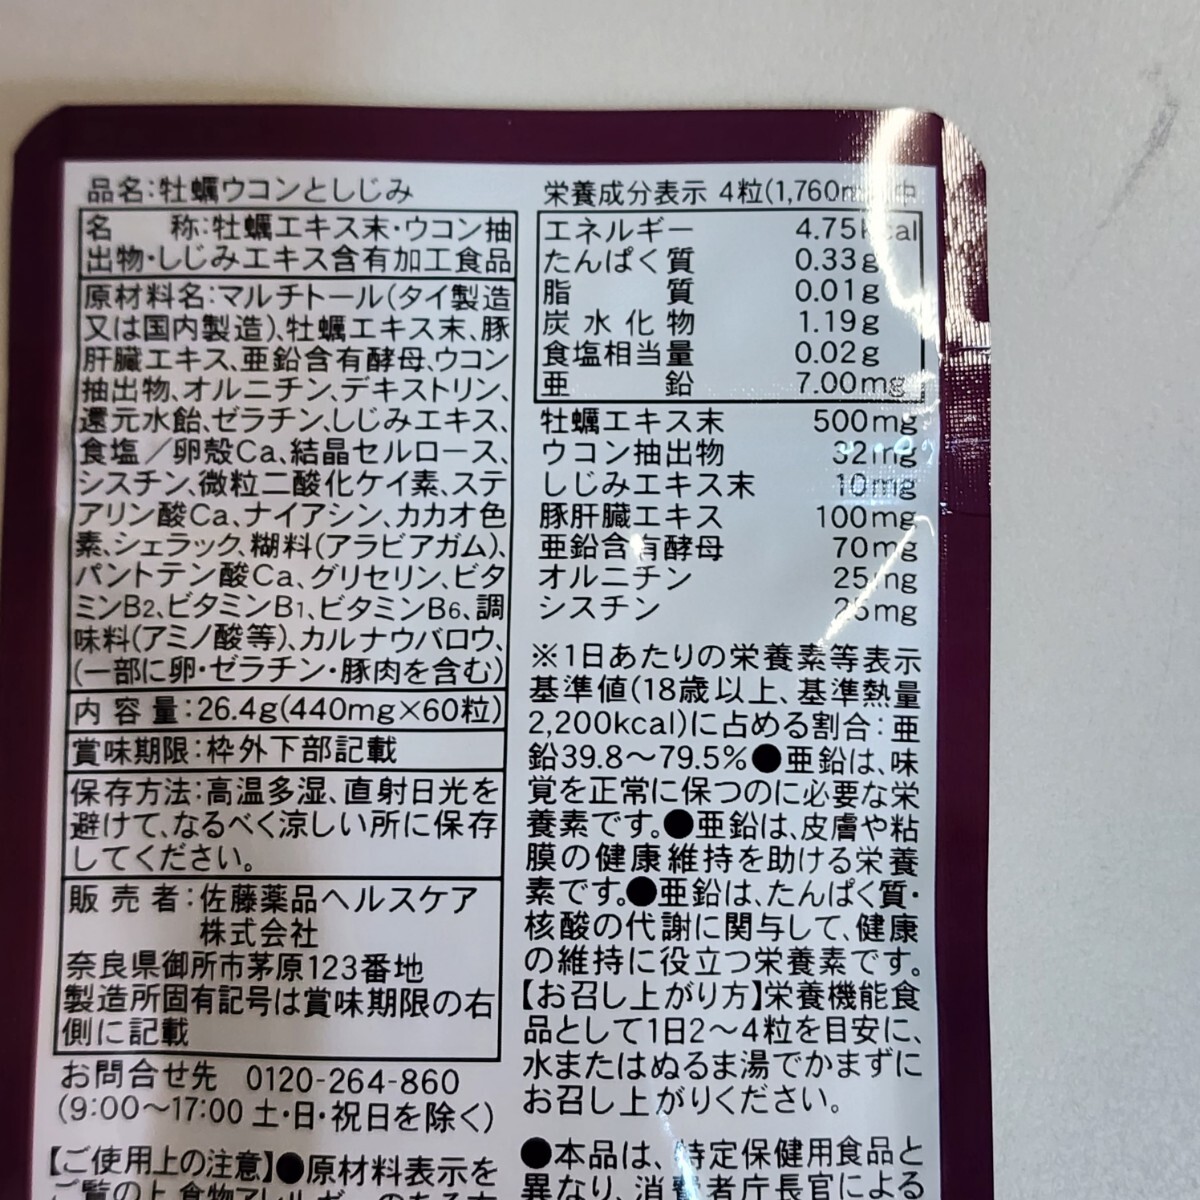 品名:牡蠣ウコンとしじみ
名　　称:牡蠣エキス末・ウコン抽
出物・しじみエキス含有加工食品
原材料名:マルチトール(タイ製造
又は国内製造)、牡蠣エキス末、豚
肝臓エキス、亜鉛含有酵母、ウコン
抽出物、オルニチン、デキストリン、
還元水飴、ゼラチン、しじみエキス、
食塩／卵殻Ca、結晶セルロース、
シスチン、微粒二酸化ケイ素、ステ
アリン酸Ca、ナイアシン、カカオ色
素、シェラック、糊料(アラビアガム)、
パントテン酸Ca、グリセリン、ビタ
ミンB2、ビタミンB1、ビタミンB6、調
味料(アミノ酸等)、カルナウバロウ、
(一部に卵・ゼラチン・豚肉を含む)
内容量:26.4g(440mg×60粒)
賞味期限:枠外下部記載
保存方法:高温多湿、直射日光を
避けて、なるべく涼しい所に保存
してください。
販売者:佐藤薬品ヘルスケア
株式会社
奈良県御所市茅原123番地
製造所固有記号は賞味期限の右
側に記載
お問合せ先　0120-264-860
(9:00〜17:00 土・日・祝日を除く)
【ご使用上の注意】●原材料表示を
ご覧の上、食物アレルギーのある方
栄養成分表示 4粒(1,760m 中
エネルギー 4.75kcal
たんぱく質 0.33g
脂　　質 0.01g
炭水化物 1.19g
食塩相当量 0.02g
亜　　鉛 7.00mg
牡蠣エキス末 500mg
ウコン抽出物 32mg
しじみエキス末 10mg
豚肝臓エキス 100mg
亜鉛含有酵母 70mg
オルニチン 25mg
シスチン 25mg
※1日あたりの栄養素等表示
基準値(18歳以上、基準熱量
2,200kcal)に占める割合:亜
鉛39.8〜79.5%●亜鉛は、味
覚を正常に保つのに必要な栄
養素です。●亜鉛は、皮膚や粘
膜の健康維持を助ける栄養
素です。●亜鉛は、たんぱく質・
核酸の代謝に関与して、健康
の維持に役立つ栄養素です。
【お召し上がり方】栄養機能食
品として1日2〜4粒を目安に、
水またはぬるま湯でかまずに
お召し上がりください。
●本品は、特定保健用食品と
異なり、消費者庁長官による